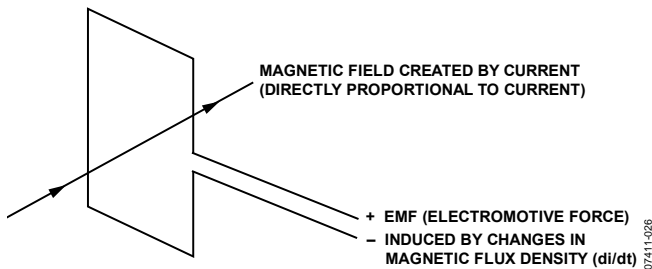 MAGNETIC FIELD CREATED BY CURRENT
(DIRECTLY PROPORTIONAL TO CURRENT)
+ EMF (ELECTROMOTIVE FORCE)
– INDUCED BY CHANGES IN
MAGNETIC FLUX DENSITY (di/dt)
07411-026